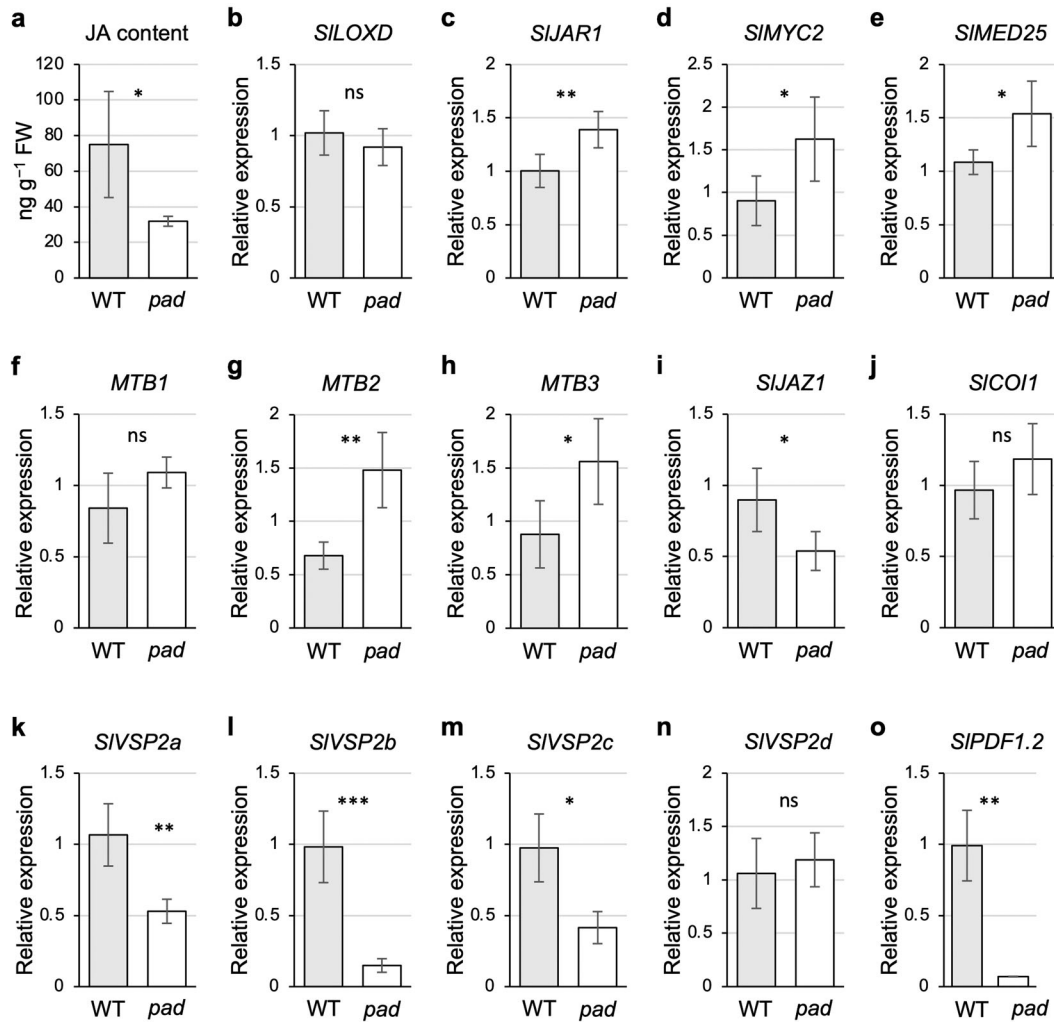 a JA content
ng g⁻¹ FW
120
100
80
60
40
20
0
*
WT pad
b SlLOXD
Relative expression
1.5
1
0.5
0
ns
WT pad
c SlJAR1
Relative expression
2
1.5
1
0.5
0
**
WT pad
d SlMYC2
Relative expression
2.5
2
1.5
1
0.5
0
*
WT pad
e SlMED25
Relative expression
2
1.5
1
0.5
0
*
WT pad
f MTB1
Relative expression
1.5
1
0.5
0
ns
WT pad
g MTB2
Relative expression
2
1.5
1
0.5
0
**
WT pad
h MTB3
Relative expression
2
1.5
1
0.5
0
*
WT pad
i SlJAZ1
Relative expression
1.5
1
0.5
0
*
WT pad
j SlCOI1
Relative expression
1.5
1
0.5
0
ns
WT pad
k SlVSP2a
Relative expression
1.5
1
0.5
0
**
WT pad
l SlVSP2b
Relative expression
1.5
1
0.5
0
***
WT pad
m SlVSP2c
Relative expression
1.5
1
0.5
0
*
WT pad
n SlVSP2d
Relative expression
2
1.5
1
0.5
0
ns
WT pad
o SlPDF1.2
Relative expression
1.5
1
0.5
0
**
WT pad